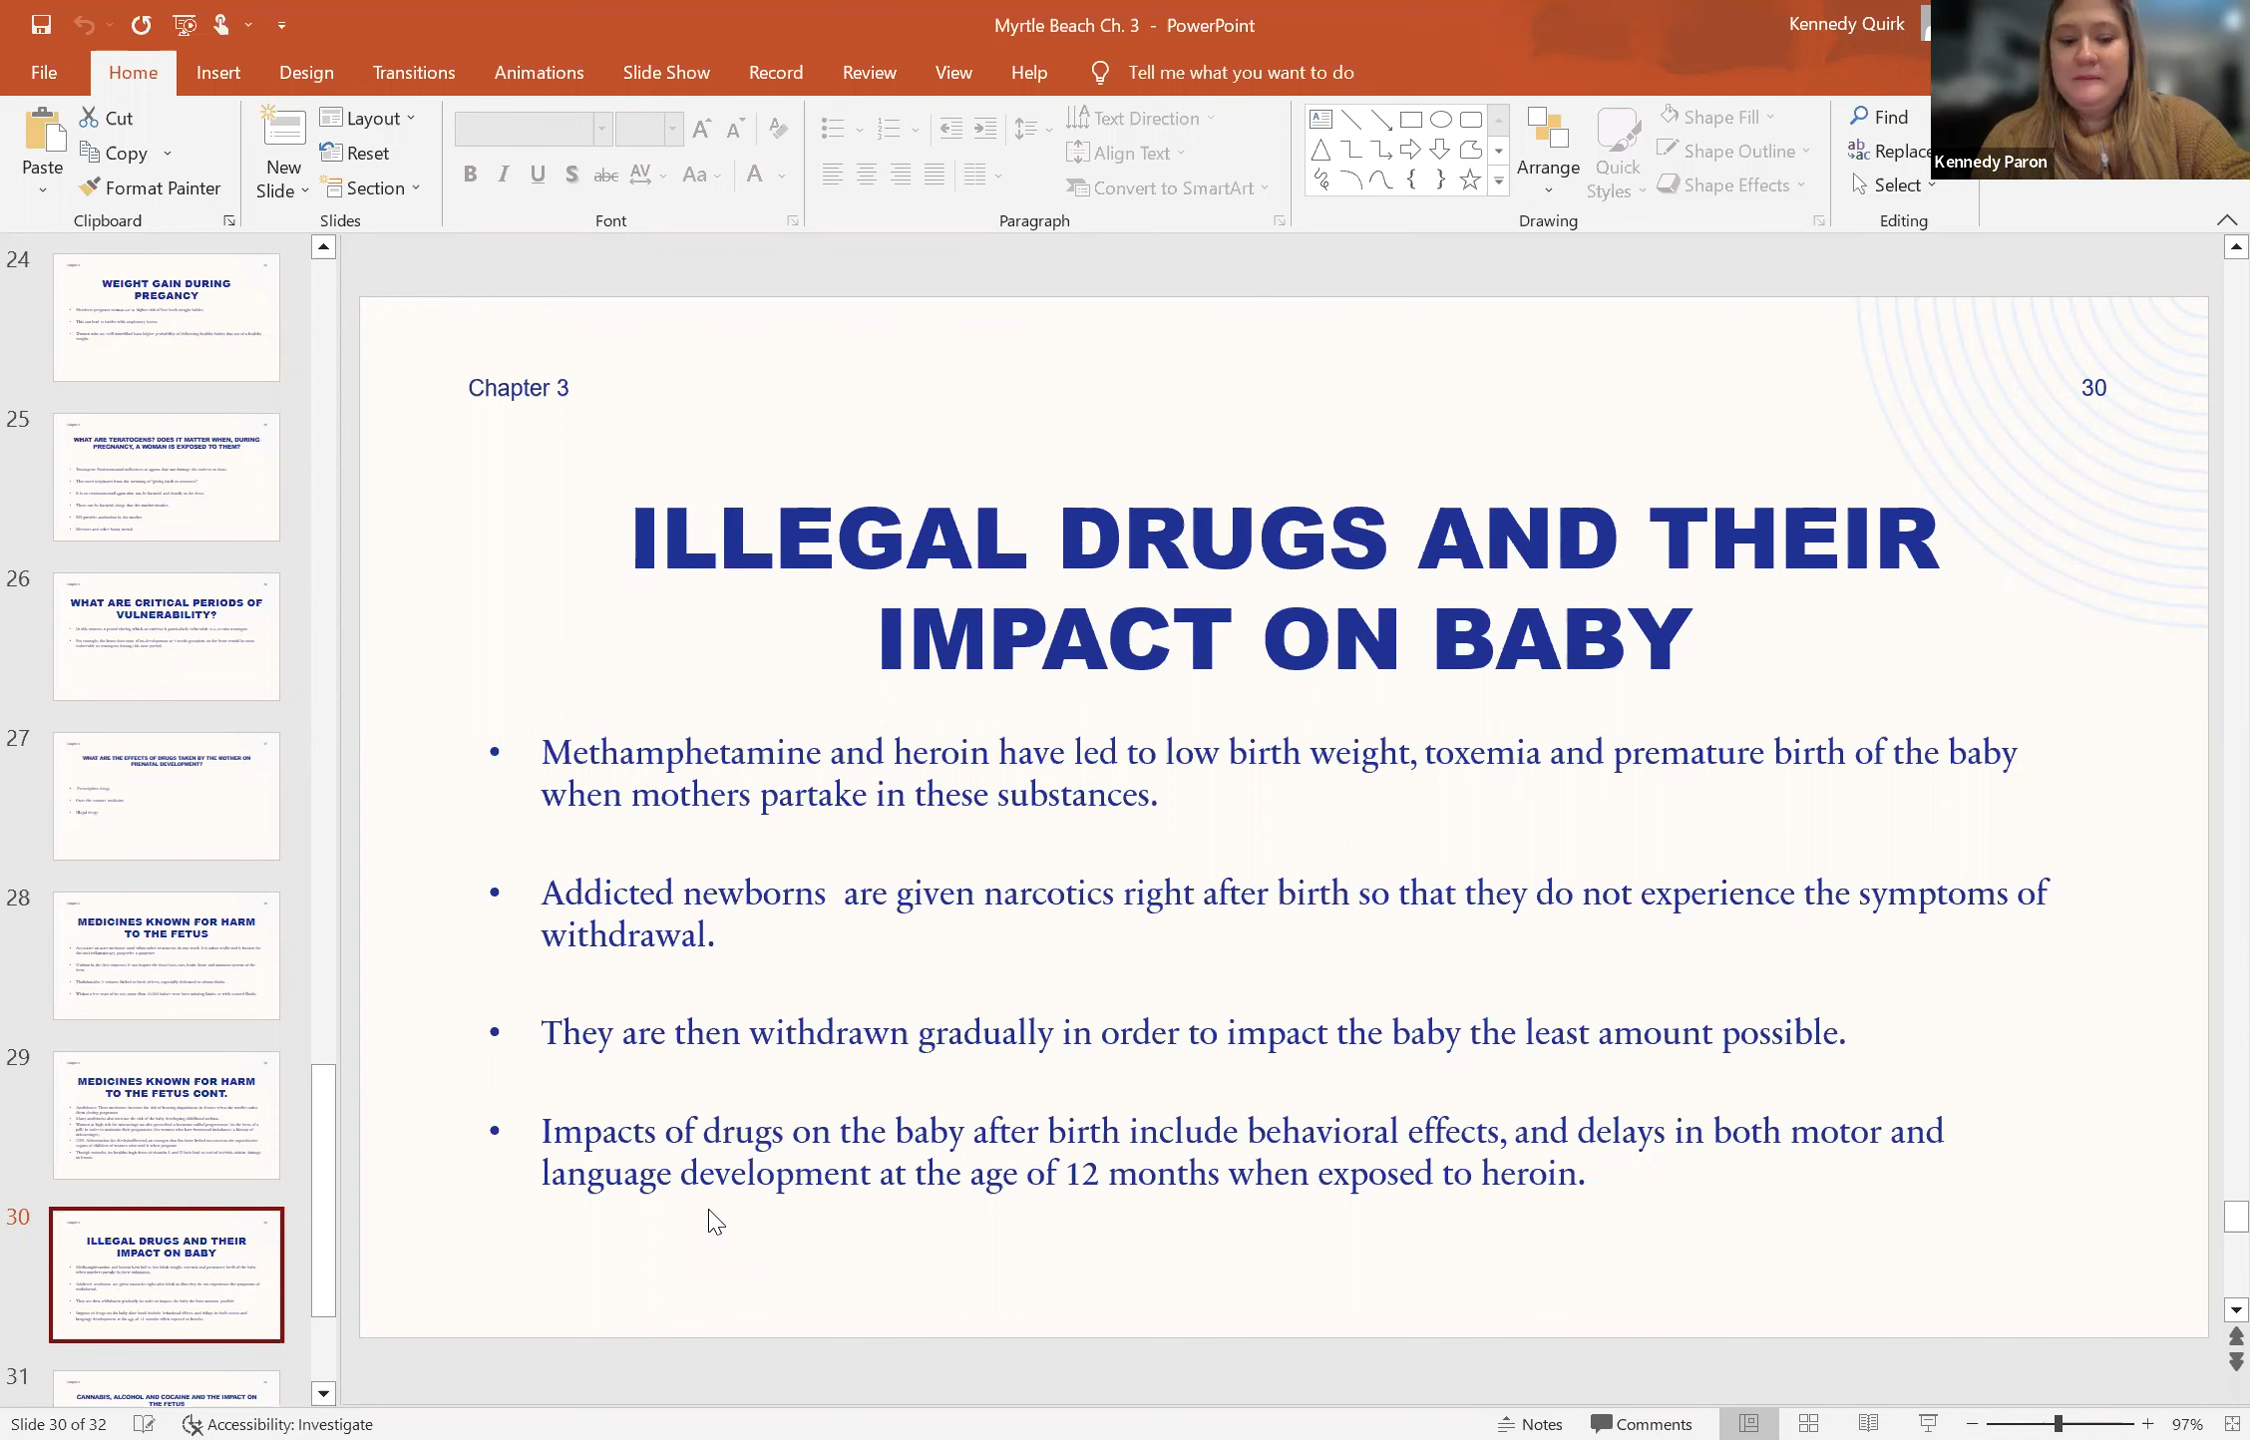 Myrtle Beach Ch. 3 - PowerPoint
Kennedy Quirk
File Home Insert Design Transitions Animations Slide Show Record Review View Help Tell me what you want to do
Paste
Cut
Copy
Format Painter
Clipboard
New
Slide
Layout
Reset
Section
Slides
Font
Text Direction
Align Text
Convert to SmartArt
Paragraph
Arrange
Quick
Styles
Shape Fill
Shape Outline
Shape Effects
Drawing
Find
Replace
Select
Editing
Kennedy Paron
24
WEIGHT GAIN DURING
PREGANCY
25
WHAT ARE TERATOGENS? DOES IT MATTER WHEN, DURING
PREGNANCY, A WOMAN IS EXPOSED TO THEM?
26
WHAT ARE CRITICAL PERIODS OF
VULNERABILITY?
27
WHAT ARE THE EFFECTS OF DRUGS TAKEN BY THE MOTHER ON
PRENATAL DEVELOPMENT?
28
MEDICINES KNOWN FOR HARM
TO THE FETUS
29
MEDICINES KNOWN FOR HARM
TO THE FETUS CONT.
30
ILLEGAL DRUGS AND THEIR
IMPACT ON BABY
31
CANNABIS, ALCOHOL AND COCAINE AND THE IMPACT ON
THE FETUS
Chapter 3
30
ILLEGAL DRUGS AND THEIR
IMPACT ON BABY
• Methamphetamine and heroin have led to low birth weight, toxemia and premature birth of the baby
when mothers partake in these substances.
• Addicted newborns are given narcotics right after birth so that they do not experience the symptoms of
withdrawal.
• They are then withdrawn gradually in order to impact the baby the least amount possible.
• Impacts of drugs on the baby after birth include behavioral effects, and delays in both motor and
language development at the age of 12 months when exposed to heroin.
Slide 30 of 32
Accessibility: Investigate
Notes
Comments
97%